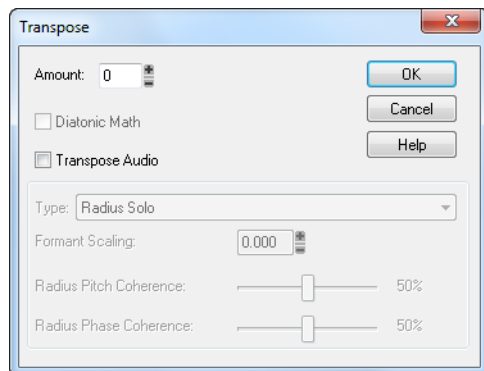 Transpose
Amount: 0
OK
Cancel
Help
Diatonic Math
Transpose Audio
Type: Radius Solo
Formant Scaling: 0.000
Radius Pitch Coherence: 50%
Radius Phase Coherence: 50%